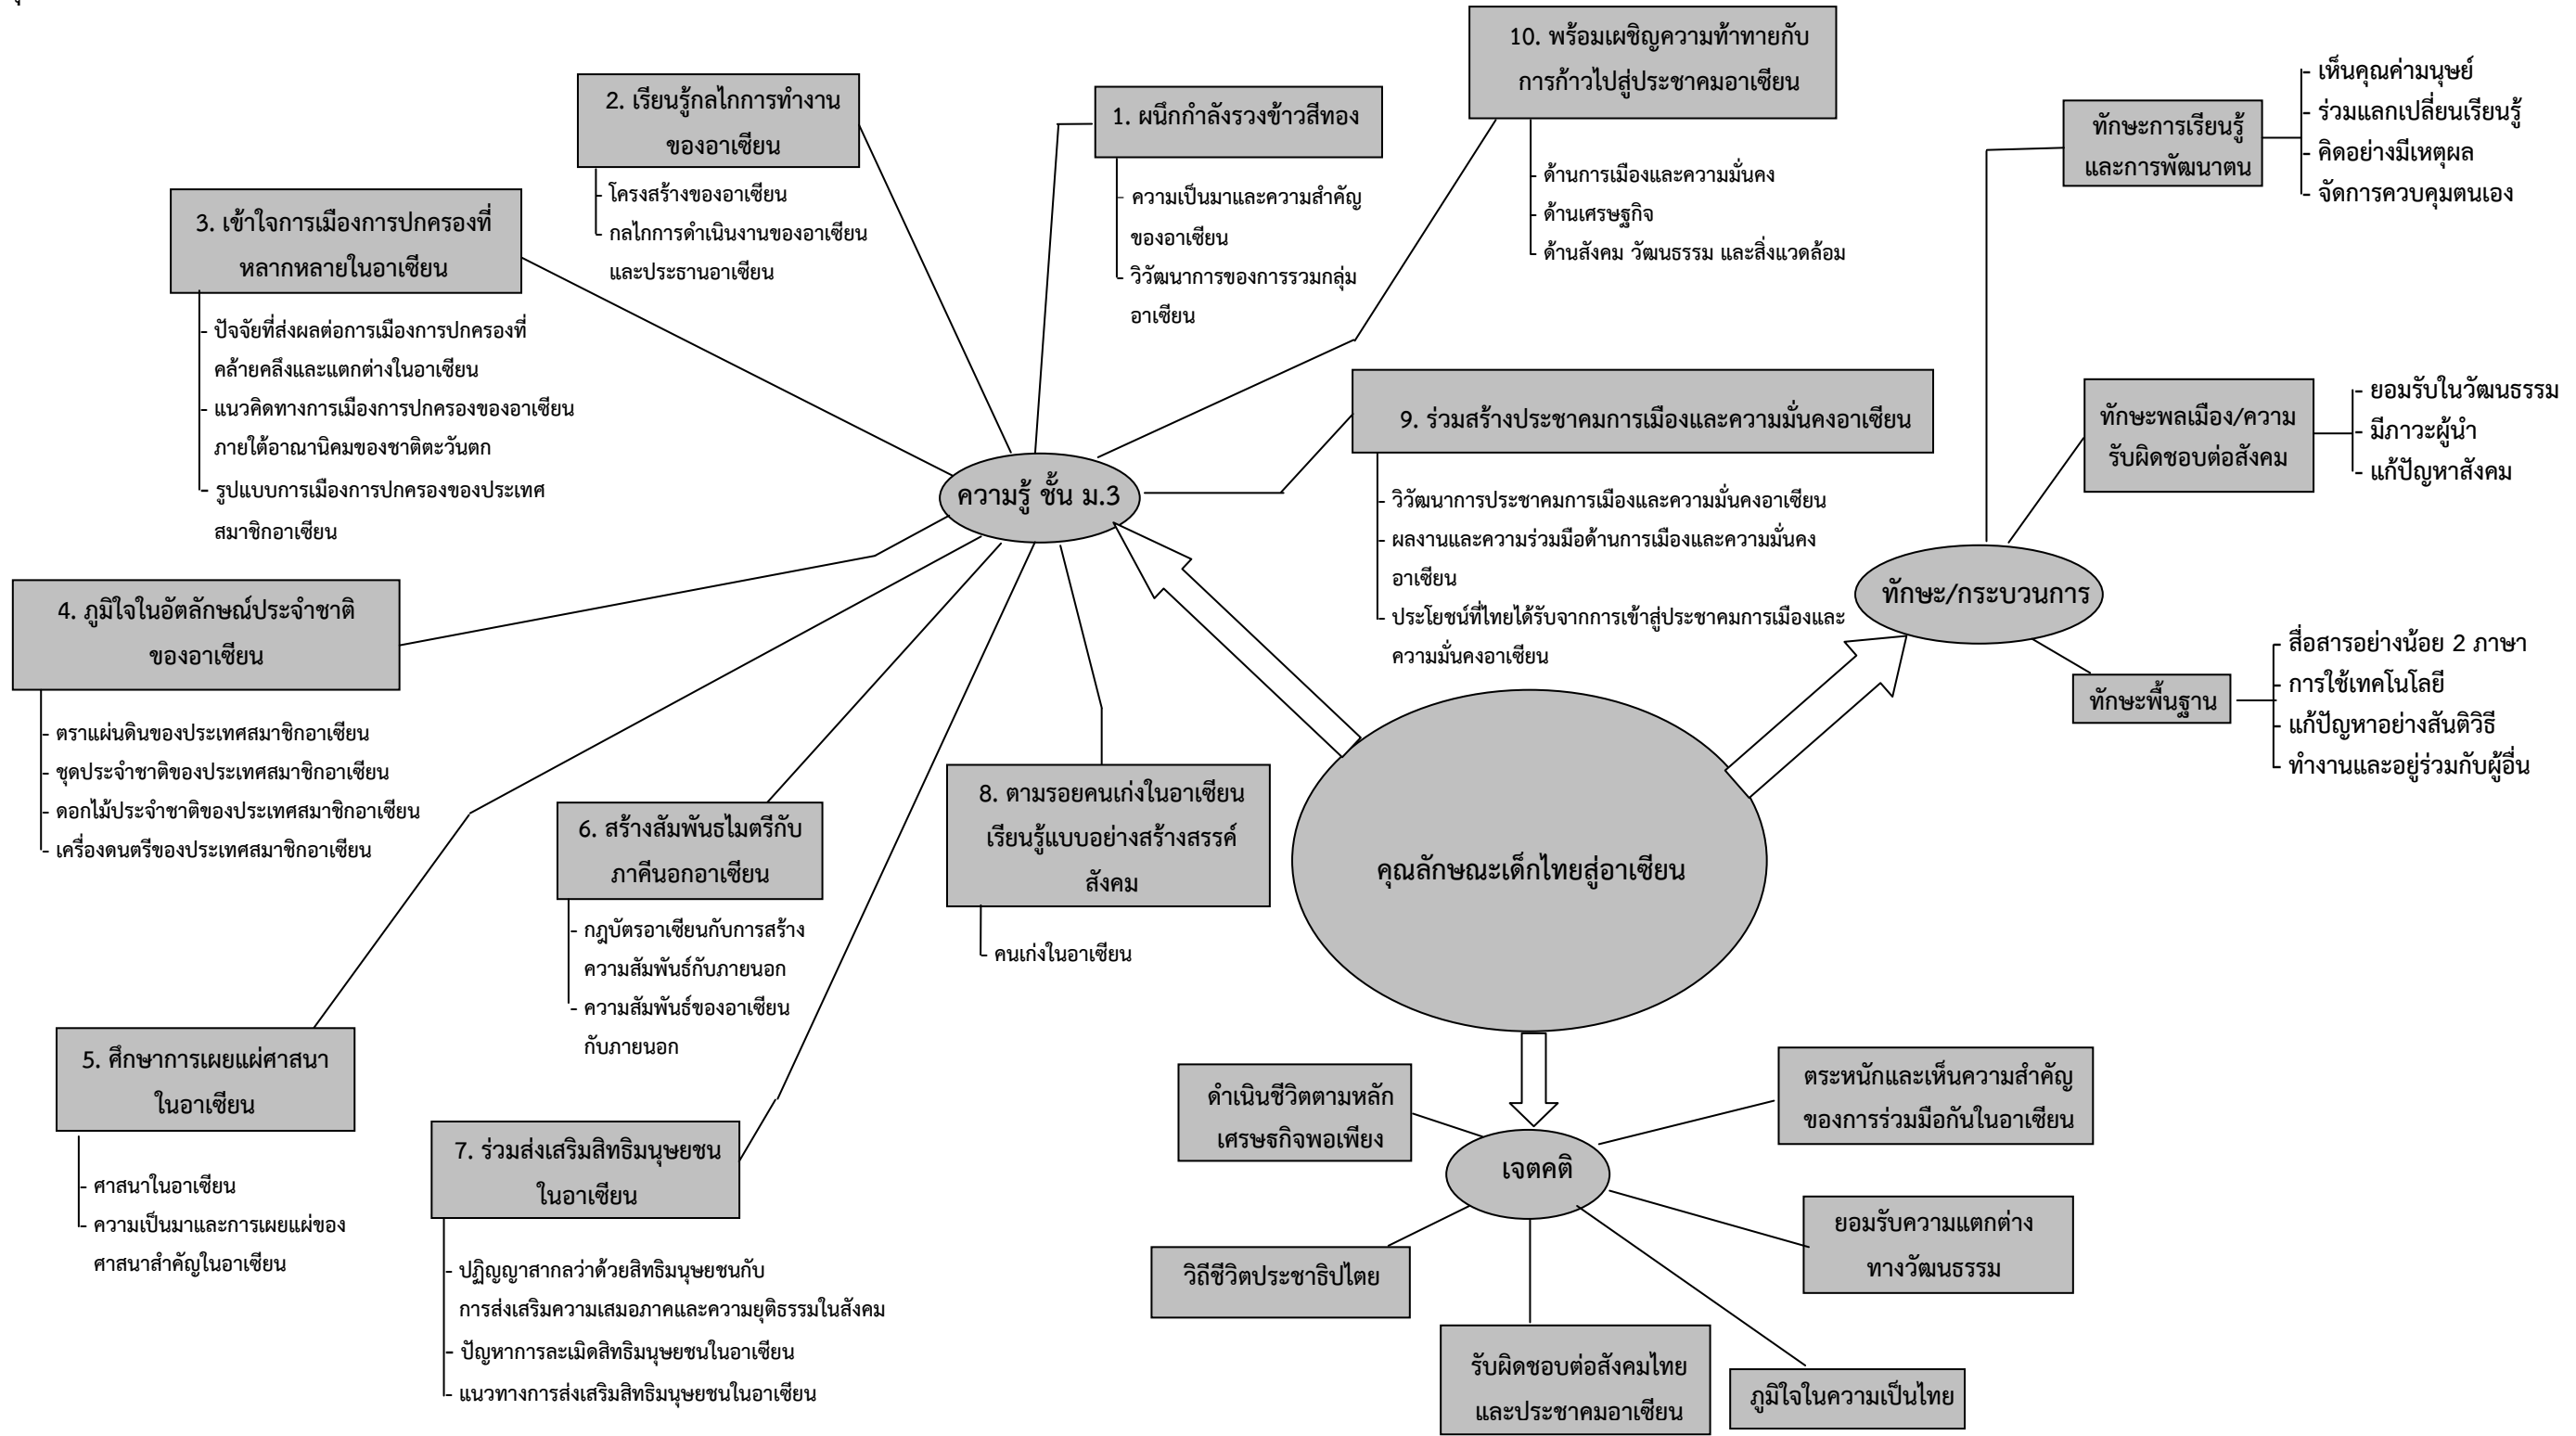 10. พร้อมเผชิญความท้าทายกับ
การก้าวไปสู่ประชาคมอาเซียน
- ด้านการเมืองและความมั่นคง
- ด้านเศรษฐกิจ
- ด้านสังคม วัฒนธรรม และสิ่งแวดล้อม
1. ผนึกกำลังรวงข้าวสีทอง
- ความเป็นมาและความสำคัญ
ของอาเซียน
- วิวัฒนาการของการรวมกลุ่ม
อาเซียน
2. เรียนรู้กลไกการทำงาน
ของอาเซียน
- โครงสร้างของอาเซียน
- กลไกการดำเนินงานของอาเซียน
และประธานอาเซียน
3. เข้าใจการเมืองการปกครองที่
หลากหลายในอาเซียน
- ปัจจัยที่ส่งผลต่อการเมืองการปกครองที่
คล้ายคลึงและแตกต่างในอาเซียน
- แนวคิดทางการเมืองการปกครองของอาเซียน
ภายใต้อาณานิคมของชาติตะวันตก
- รูปแบบการเมืองการปกครองของประเทศ
สมาชิกอาเซียน
ความรู้ ชั้น ม.3
9. ร่วมสร้างประชาคมการเมืองและความมั่นคงอาเซียน
- วิวัฒนาการประชาคมการเมืองและความมั่นคงอาเซียน
- ผลงานและความร่วมมือด้านการเมืองและความมั่นคง
อาเซียน
- ประโยชน์ที่ไทยได้รับจากการเข้าสู่ประชาคมการเมืองและ
ความมั่นคงอาเซียน
ทักษะการเรียนรู้
และการพัฒนาตน
- เห็นคุณค่ามนุษย์
- ร่วมแลกเปลี่ยนเรียนรู้
- คิดอย่างมีเหตุผล
- จัดการควบคุมตนเอง
ทักษะพลเมือง/ความ
รับผิดชอบต่อสังคม
- ยอมรับในวัฒนธรรม
- มีภาวะผู้นำ
- แก้ปัญหาสังคม
ทักษะ/กระบวนการ
ทักษะพื้นฐาน
- สื่อสารอย่างน้อย 2 ภาษา
- การใช้เทคโนโลยี
- แก้ปัญหาอย่างสันติวิธี
- ทำงานและอยู่ร่วมกับผู้อื่น
4. ภูมิใจในอัตลักษณ์ประจำชาติ
ของอาเซียน
- ตราแผ่นดินของประเทศสมาชิกอาเซียน
- ชุดประจำชาติของประเทศสมาชิกอาเซียน
- ดอกไม้ประจำชาติของประเทศสมาชิกอาเซียน
- เครื่องดนตรีของประเทศสมาชิกอาเซียน
6. สร้างสัมพันธไมตรีกับ
ภาคีนอกอาเซียน
- กฎบัตรอาเซียนกับการสร้าง
ความสัมพันธ์กับภายนอก
- ความสัมพันธ์ของอาเซียน
กับภายนอก
8. ตามรอยคนเก่งในอาเซียน
เรียนรู้แบบอย่างสร้างสรรค์
สังคม
- คนเก่งในอาเซียน
คุณลักษณะเด็กไทยสู่อาเซียน
5. ศึกษาการเผยแผ่ศาสนา
ในอาเซียน
- ศาสนาในอาเซียน
- ความเป็นมาและการเผยแผ่ของ
ศาสนาสำคัญในอาเซียน
7. ร่วมส่งเสริมสิทธิมนุษยชน
ในอาเซียน
- ปฏิญญาสากลว่าด้วยสิทธิมนุษยชนกับ
การส่งเสริมความเสมอภาคและความยุติธรรมในสังคม
- ปัญหาการละเมิดสิทธิมนุษยชนในอาเซียน
- แนวทางการส่งเสริมสิทธิมนุษยชนในอาเซียน
ดำเนินชีวิตตามหลัก
เศรษฐกิจพอเพียง
ตระหนักและเห็นความสำคัญ
ของการร่วมมือกันในอาเซียน
เจตคติ
ยอมรับความแตกต่าง
ทางวัฒนธรรม
วิถีชีวิตประชาธิปไตย
รับผิดชอบต่อสังคมไทย
และประชาคมอาเซียน
ภูมิใจในความเป็นไทย